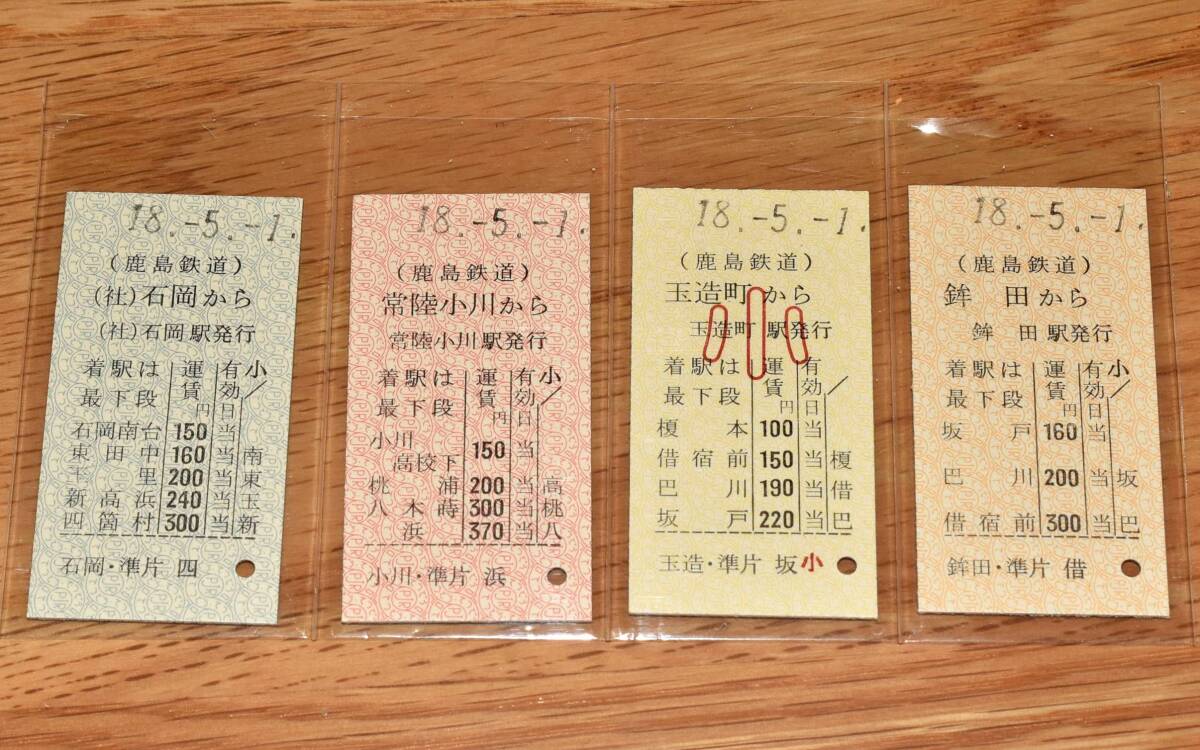 18.-5.-1.
(鹿島鉄道)
(社)石岡から
(社)石岡駅発行
着駅は 運賃 有効 小
最下段 円 日
石岡南台 150 当
東田中 160 当 南
玉里 200 当 東
新高浜 240 当 玉
四箇村 300 当 新
石岡・準片 四
18.-5.-1.
(鹿島鉄道)
常陸小川から
常陸小川駅発行
着駅は 運賃 有効 小
最下段 円 日
小川
高校下 150 当
桃浦 200 当 高
八木蒔 300 当 桃
浜 370 当 八
小川・準片 浜
18.-5.-1.
(鹿島鉄道)
玉造町から
玉造町駅発行
小
着駅は 運賃 有効
最下段 円 日
榎本 100 当
借宿前 150 当 榎
巴川 190 当 借
坂戸 220 当 巴
玉造・準片 坂小
18.-5.-1.
(鹿島鉄道)
鉾田から
鉾田駅発行
着駅は 運賃 有効 小
最下段 円 日
坂戸 160 当
巴川 200 当 坂
借宿前 300 当 巴
鉾田・準片 借